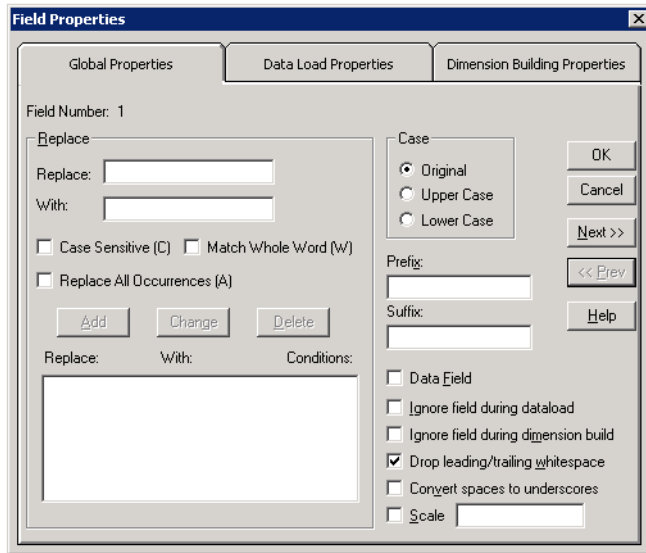 Field Properties
Global Properties
Data Load Properties
Dimension Building Properties
Field Number: 1
Replace
Replace:
With:
Case Sensitive (C)
Match Whole Word (W)
Replace All Occurrences (A)
Add
Change
Delete
Replace:
With:
Conditions:
Case
Original
Upper Case
Lower Case
Prefix:
Suffix:
Data Field
Ignore field during dataload
Ignore field during dimension build
Drop leading/trailing whitespace
Convert spaces to underscores
Scale
OK
Cancel
Next >>
<< Prev
Help